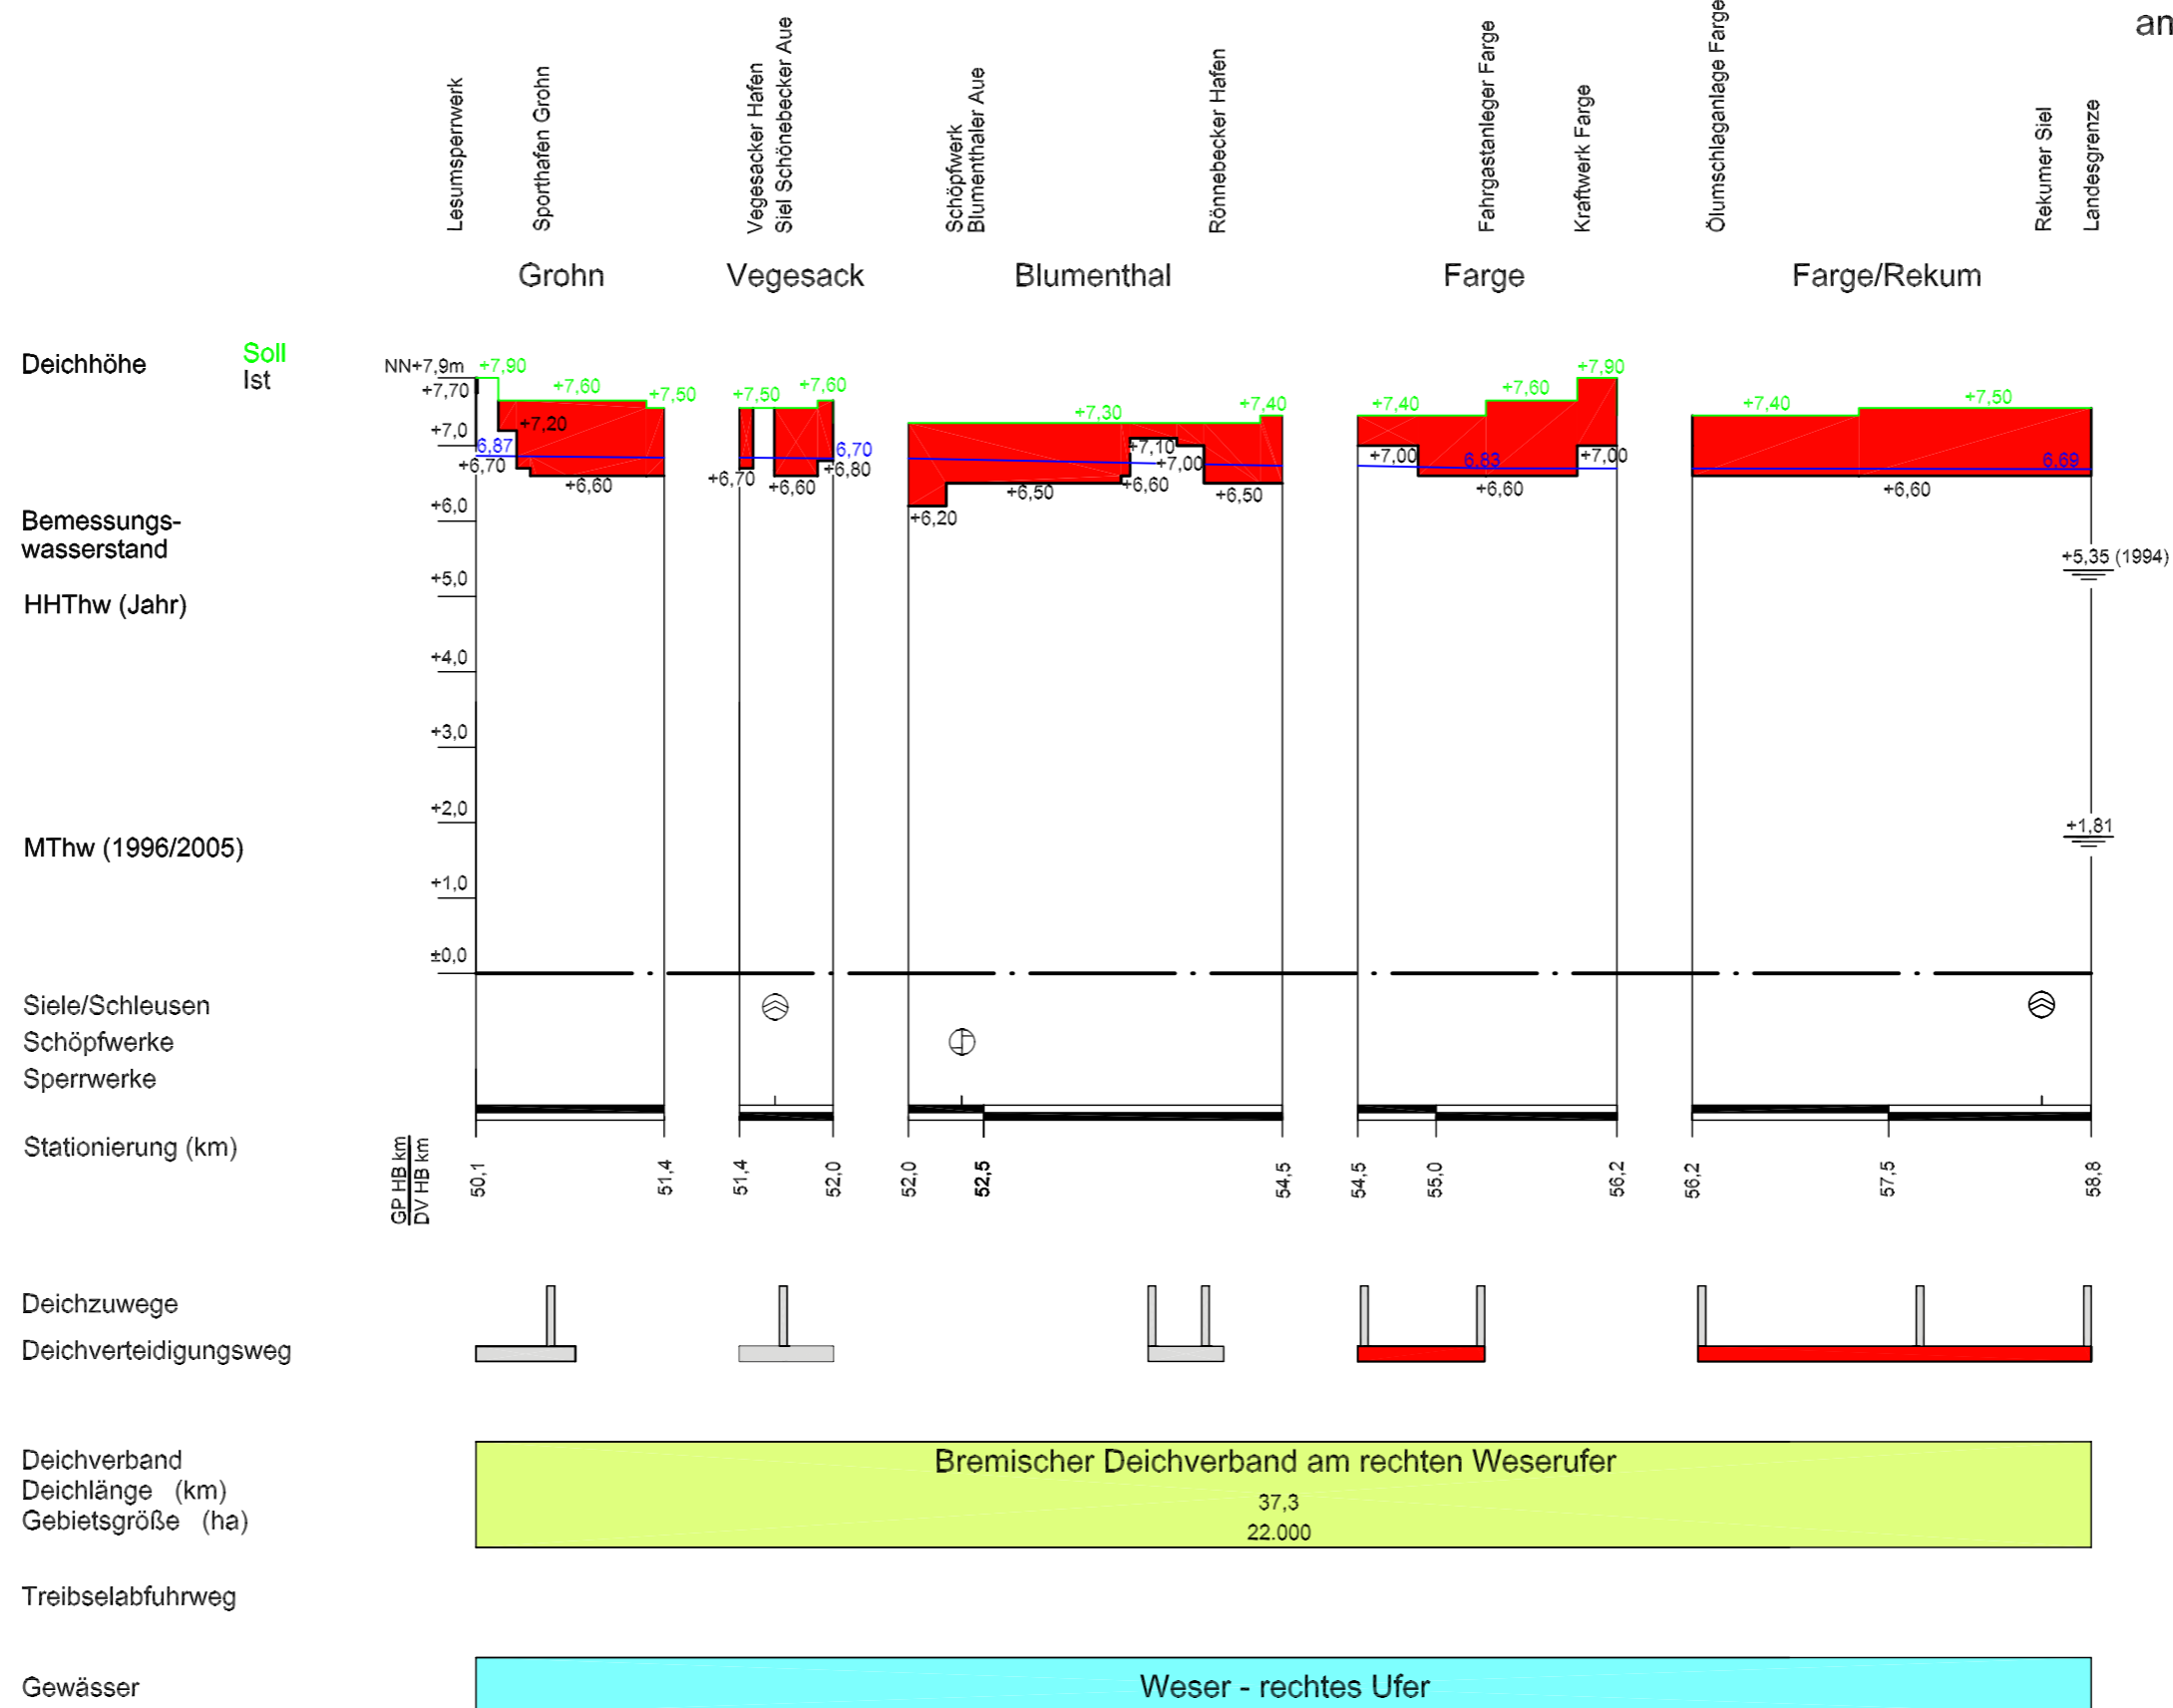 an
Lesumsperrwerk
Sporthafen Grohn
Vegesacker Hafen
Siel Schönebecker Aue
Schöpfwerk
Blumenthaler Aue
Rönnebecker Hafen
Fahrgastanleger Farge
Kraftwerk Farge
Ölumschlaganlage Farge
Rekumer Siel
Landesgrenze
Grohn
Vegesack
Blumenthal
Farge
Farge/Rekum
Deichhöhe
Soll
Ist
NN+7,9m
+7,70
+7,0
+6,0
+5,0
+4,0
+3,0
+2,0
+1,0
±0,0
+7,90
+7,60
+7,50
+7,20
6,87
+6,70
+6,60
+7,50
+7,60
6,70
+6,80
+6,70
+6,60
+7,30
+7,40
+7,10
+7,00
+6,50
+6,60
+6,50
+6,20
+7,40
+7,60
+7,90
+7,00
6,83
+7,00
+6,60
+7,40
+7,50
6,69
+6,60
Bemessungs-
wasserstand
+5,35 (1994)
HHThw (Jahr)
+1,81
MThw (1996/2005)
Siele/Schleusen
Schöpfwerke
Sperrwerke
Stationierung (km)
GP HB km
DV HB km
50,1
51,4
51,4
52,0
52,0
52,5
54,5
54,5
55,0
56,2
56,2
57,5
58,8
Deichzuwege
Deichverteidigungsweg
Deichverband
Bremischer Deichverband am rechten Weserufer
Deichlänge (km)
37,3
Gebietsgröße (ha)
22.000
Treibselabfuhrweg
Gewässer
Weser - rechtes Ufer